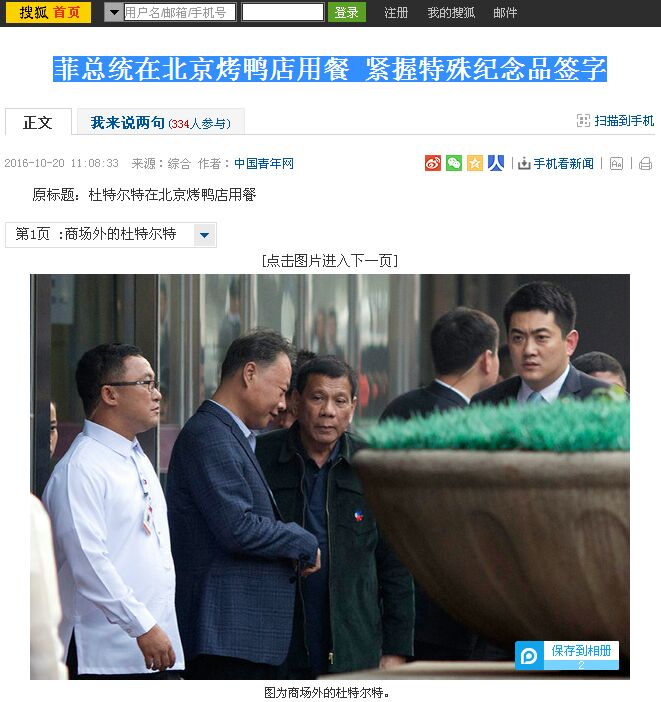 搜狐 首页 用户名/邮箱/手机号 登录 注册 我的搜狐 邮件
菲总统在北京烤鸭店用餐 紧握特殊纪念品签字
正文 我来说两句 (334人参与) 扫描到手机
2016-10-20 11:08:33 来源：综合 作者：中国青年网 手机看新闻
原标题：杜特尔特在北京烤鸭店用餐
第1页 :商场外的杜特尔特
[点击图片进入下一页]
保存到相册
2
图为商场外的杜特尔特。